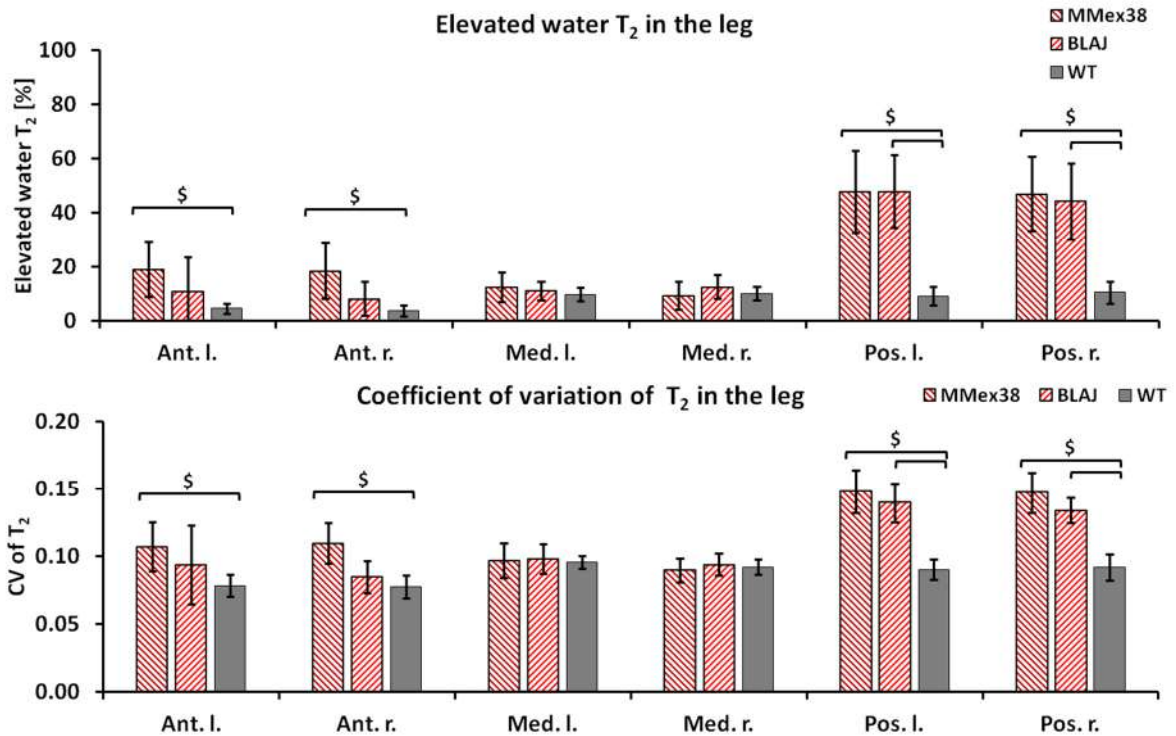 Elevated water T₂ in the leg
MMex38
BLAJ
WT
Elevated water T₂ [%]
100
80
60
40
20
0
$ $ $ $
Ant. l. Ant. r. Med. l. Med. r. Pos. l. Pos. r.
Coefficient of variation of T₂ in the leg
MMex38 BLAJ WT
CV of T₂
0.20
0.15
0.10
0.05
0.00
$ $ $ $
Ant. l. Ant. r. Med. l. Med. r. Pos. l. Pos. r.